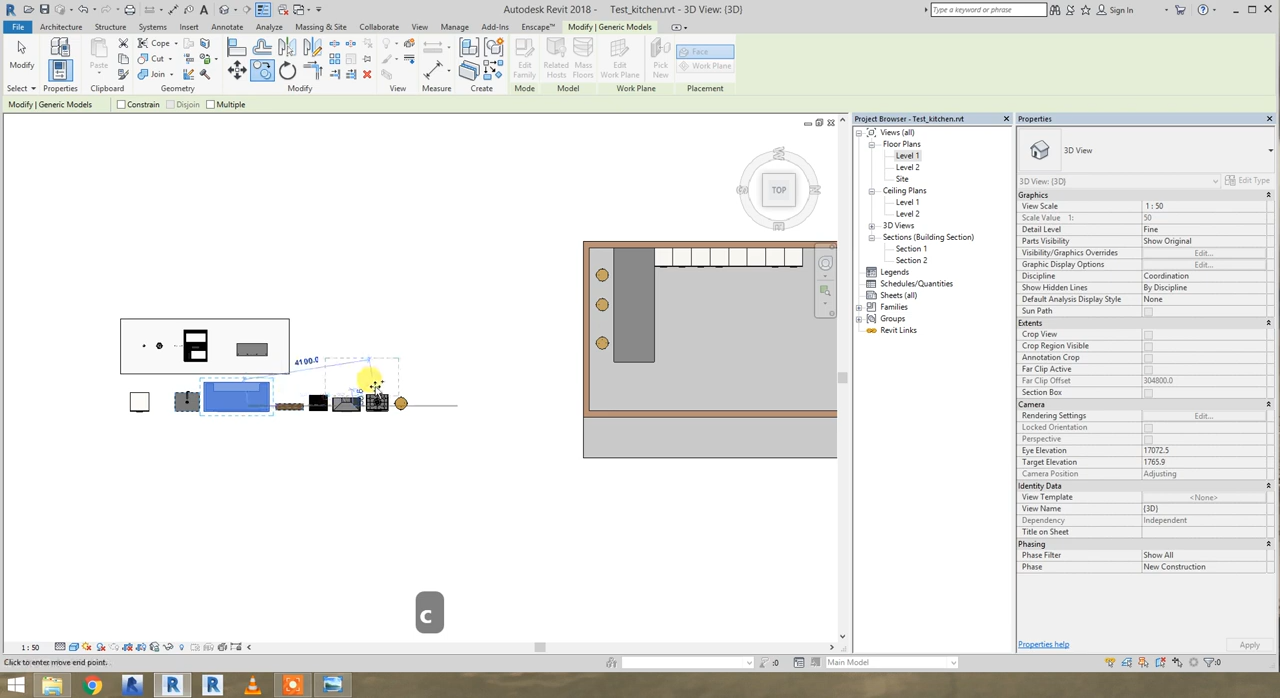 Autodesk Revit 2018 - Test_kitchen.rvt - 3D View: {3D}
Type a keyword or phrase
Sign In
File Architecture Structure Systems Insert Annotate Analyze Massing & Site Collaborate View Manage Add-Ins Enscape™ Modify | Generic Models
Modify
Select
Properties
Paste
Clipboard
Cope
Cut
Join
Geometry
Modify
View
Measure
Create
Edit Family
Mode
Related Hosts
Mass Floors
Model
Edit Work Plane
Work Plane
Pick New
Face
Work Plane
Placement
Modify | Generic Models Constrain Disjoin Multiple
TOP
4100.0
c
Project Browser - Test_kitchen.rvt
Views (all)
Floor Plans
Level 1
Level 2
Site
Ceiling Plans
Level 1
Level 2
3D Views
Sections (Building Section)
Section 1
Section 2
Legends
Schedules/Quantities
Sheets (all)
Families
Groups
Revit Links
Properties
3D View
3D View: {3D} Edit Type
Graphics
View Scale 1 : 50
Scale Value 1: 50
Detail Level Fine
Parts Visibility Show Original
Visibility/Graphics Overrides Edit...
Graphic Display Options Edit...
Discipline Coordination
Show Hidden Lines By Discipline
Default Analysis Display Style None
Sun Path
Extents
Crop View
Crop Region Visible
Annotation Crop
Far Clip Active
Far Clip Offset 304800.0
Section Box
Camera
Rendering Settings Edit...
Locked Orientation
Perspective
Eye Elevation 17072.5
Target Elevation 1765.9
Camera Position Adjusting
Identity Data
View Template <None>
View Name {3D}
Dependency Independent
Title on Sheet
Phasing
Phase Filter Show All
Phase New Construction
Properties help Apply
1 : 50
Click to enter move end point.
:0
Main Model
:0